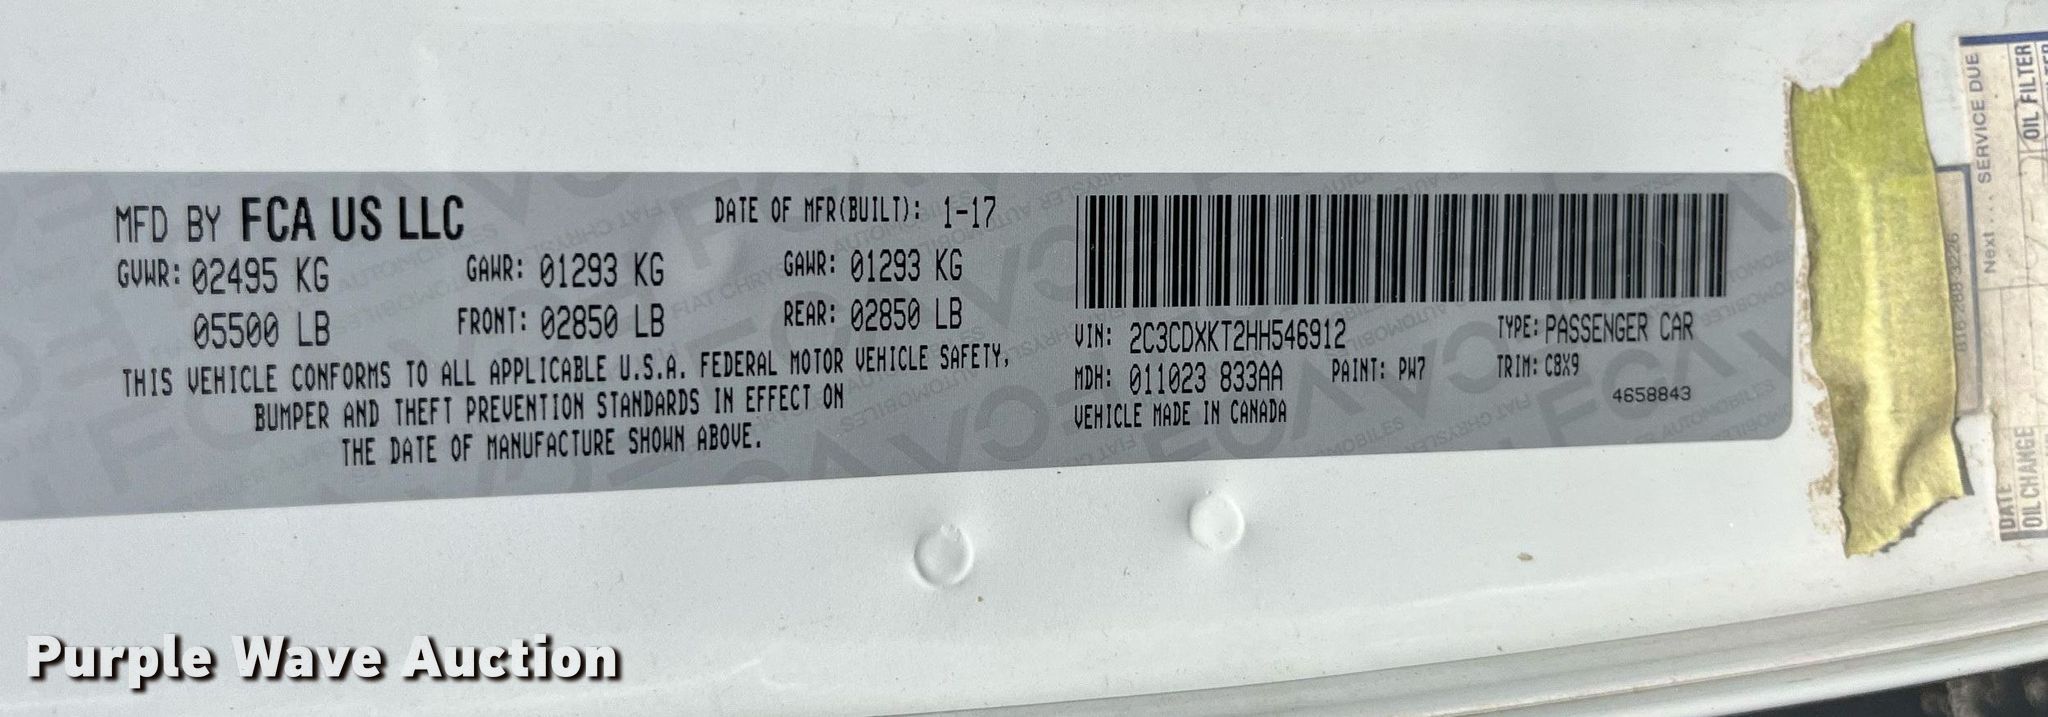 MFD BY FCA US LLC
DATE OF MFR(BUILT): 1-17
GVWR: 02495 KG
GAWR: 01293 KG
GAWR: 01293 KG
05500 LB
FRONT: 02850 LB
REAR: 02850 LB
THIS VEHICLE CONFORMS TO ALL APPLICABLE U.S.A. FEDERAL MOTOR VEHICLE SAFETY,
BUMPER AND THEFT PREVENTION STANDARDS IN EFFECT ON
THE DATE OF MANUFACTURE SHOWN ABOVE.
VIN: 2C3CDXKT2HH546912
TYPE: PASSENGER CAR
MDH: 011023 833AA
PAINT: PW7
TRIM: C8X9
VEHICLE MADE IN CANADA
4658843
816-288-3226
Next... SERVICE DUE
DATE
OIL CHANGE
OIL FILTER
Purple Wave Auction